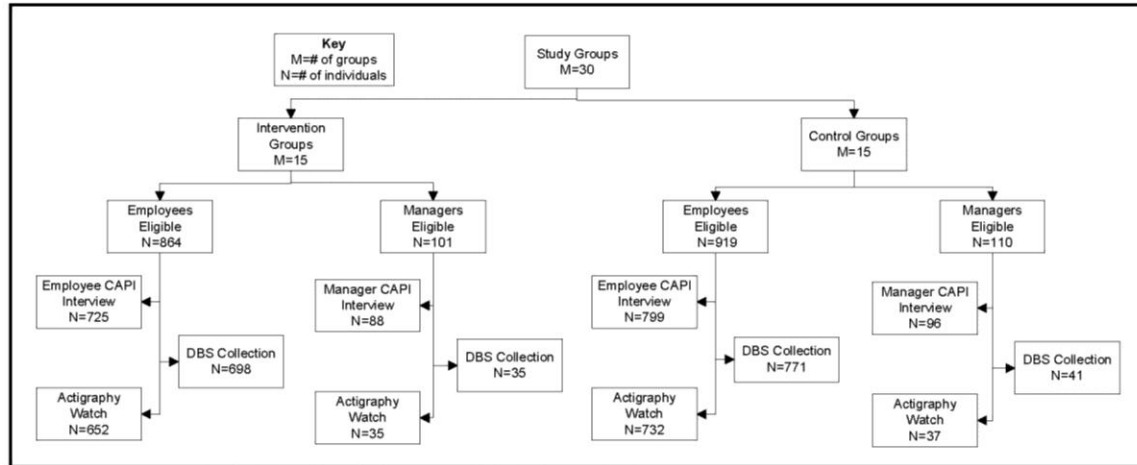 Key
M=# of groups
N=# of individuals
Study Groups
M=30
Intervention
Groups
M=15
Control Groups
M=15
Employees
Eligible
N=864
Managers
Eligible
N=101
Employees
Eligible
N=919
Managers
Eligible
N=110
Employee CAPI
Interview
N=725
Manager CAPI
Interview
N=88
Employee CAPI
Interview
N=799
Manager CAPI
Interview
N=96
DBS Collection
N=698
DBS Collection
N=35
DBS Collection
N=771
DBS Collection
N=41
Actigraphy
Watch
N=652
Actigraphy
Watch
N=35
Actigraphy
Watch
N=732
Actigraphy
Watch
N=37